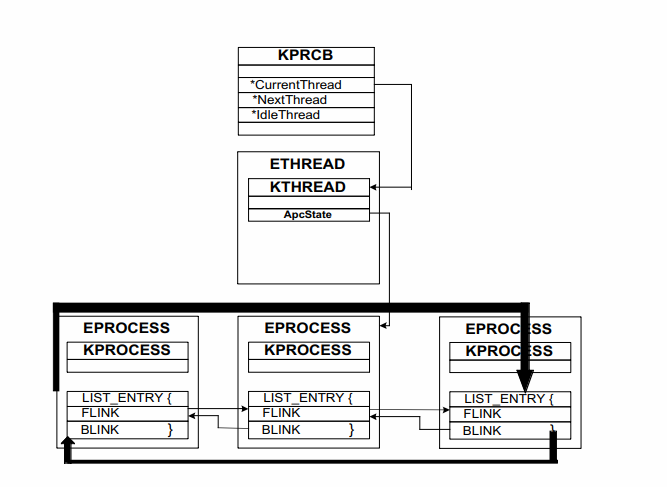 KPRCB
*CurrentThread
*NextThread
*IdleThread
ETHREAD
KTHREAD
ApcState
EPROCESS
KPROCESS
LIST_ENTRY {
FLINK
BLINK }
EPROCESS
KPROCESS
LIST_ENTRY {
FLINK
BLINK }
EPROCESS
KPROCESS
LIST_ENTRY {
FLINK
BLINK }